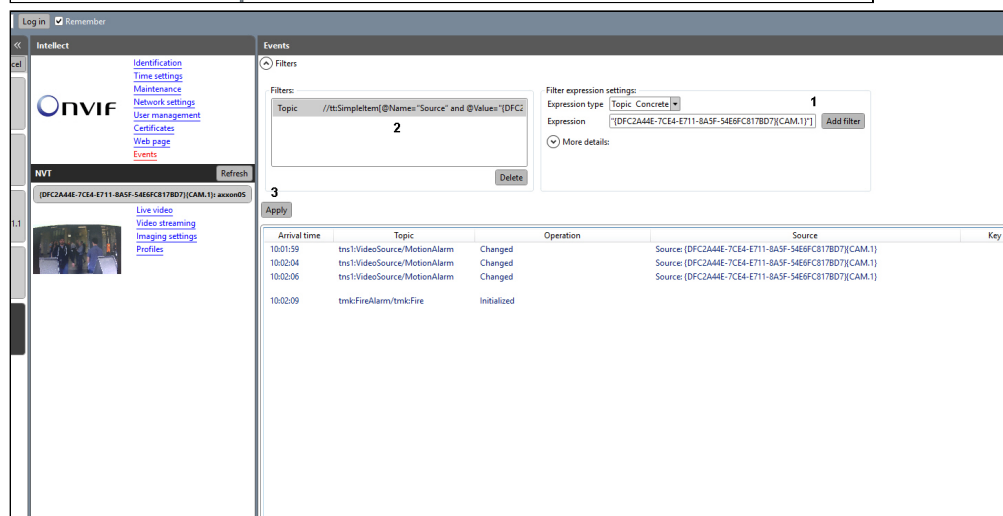 Log in Remember
« Intellect Events
cel
Identification
Time settings
Maintenance
Network settings
User management
Certificates
Web page
Events
ONVIF
NVT Refresh
{DFC2A44E-7CE4-E711-8A5F-54E6FC817BD7}{CAM.1}: axxon0S
1.1
Live video
Video streaming
Imaging settings
Profiles
Filters
Filters:
Topic //tt:SimpleItem[@Name="Source" and @Value="{DFC2
2
Delete
Filter expression settings:
Expression type Topic Concrete
1
Expression "{DFC2A44E-7CE4-E711-8A5F-54E6FC817BD7}{CAM.1}"] Add filter
More details:
3
Apply
Arrival time Topic Operation Source Key
10:01:59 tns1:VideoSource/MotionAlarm Changed Source: {DFC2A44E-7CE4-E711-8A5F-54E6FC817BD7}{CAM.1}
10:02:04 tns1:VideoSource/MotionAlarm Changed Source: {DFC2A44E-7CE4-E711-8A5F-54E6FC817BD7}{CAM.1}
10:02:06 tns1:VideoSource/MotionAlarm Changed Source: {DFC2A44E-7CE4-E711-8A5F-54E6FC817BD7}{CAM.1}
10:02:09 tmk:FireAlarm/tmk:Fire Initialized